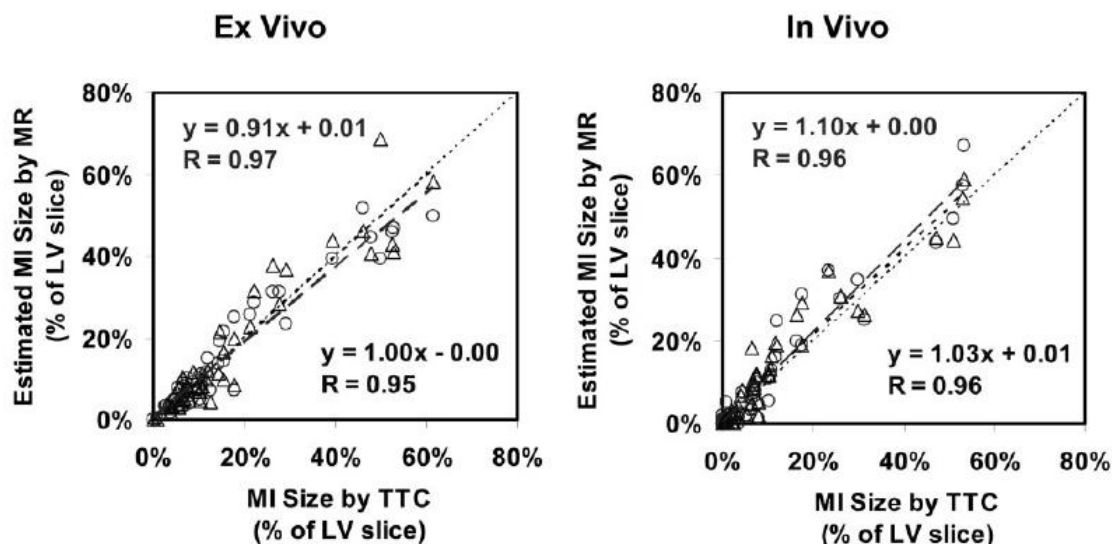 Ex Vivo
Estimated MI Size by MR
(% of LV slice)
80%
60%
40%
20%
0%
y = 0.91x + 0.01
R = 0.97
y = 1.00x - 0.00
R = 0.95
0% 20% 40% 60% 80%
MI Size by TTC
(% of LV slice)
In Vivo
Estimated MI Size by MR
(% of LV slice)
80%
60%
40%
20%
0%
y = 1.10x + 0.00
R = 0.96
y = 1.03x + 0.01
R = 0.96
0% 20% 40% 60% 80%
MI Size by TTC
(% of LV slice)